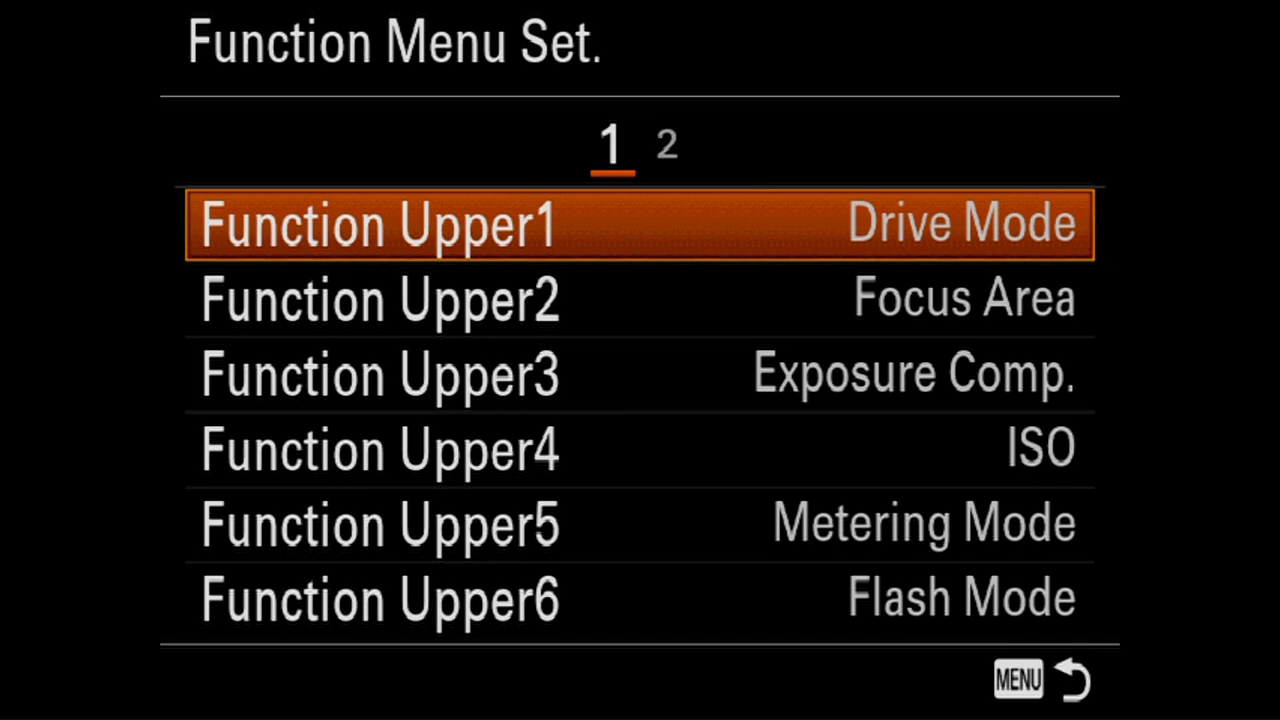 Function Menu Set.
1 2
Function Upper1 Drive Mode
Function Upper2 Focus Area
Function Upper3 Exposure Comp.
Function Upper4 ISO
Function Upper5 Metering Mode
Function Upper6 Flash Mode
MENU